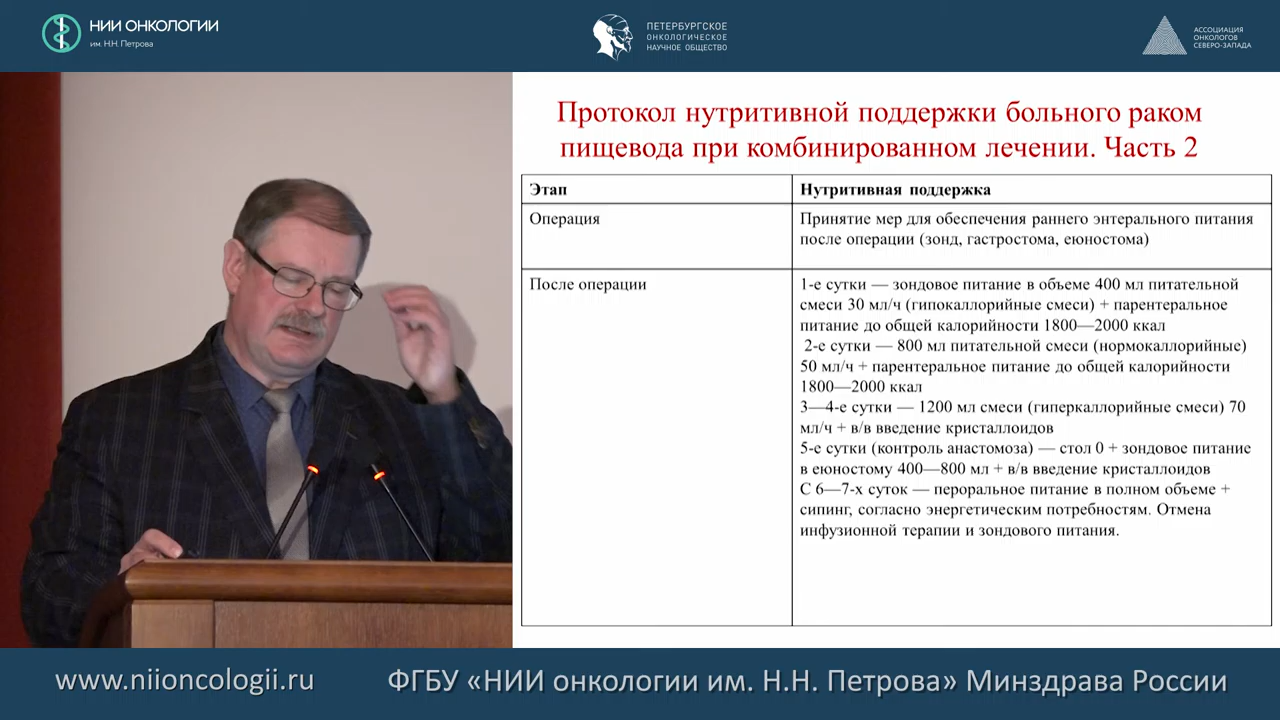 НИИ ОНКОЛОГИИ
им. Н.Н. Петрова
ПЕТЕРБУРГСКОЕ
ОНКОЛОГИЧЕСКОЕ
НАУЧНОЕ ОБЩЕСТВО
АССОЦИАЦИЯ
ОНКОЛОГОВ
СЕВЕРО-ЗАПАДА
Протокол нутритивной поддержки больного раком
пищевода при комбинированном лечении. Часть 2
Этап
Нутритивная поддержка
Операция
Принятие мер для обеспечения раннего энтерального питания
после операции (зонд, гастростома, еюностома)
После операции
1-е сутки — зондовое питание в объеме 400 мл питательной
смеси 30 мл/ч (гипокаллорийные смеси) + парентеральное
питание до общей калорийности 1800—2000 ккал
2-е сутки — 800 мл питательной смеси (нормокаллорийные)
50 мл/ч + парентеральное питание до общей калорийности
1800—2000 ккал
3—4-е сутки — 1200 мл смеси (гиперкаллорийные смеси) 70
мл/ч + в/в введение кристаллоидов
5-е сутки (контроль анастомоза) — стол 0 + зондовое питание
в еюностому 400—800 мл + в/в введение кристаллоидов
С 6—7-х суток — пероральное питание в полном объеме +
сипинг, согласно энергетическим потребностям. Отмена
инфузионной терапии и зондового питания.
www.niioncologii.ru
ФГБУ «НИИ онкологии им. Н.Н. Петрова» Минздрава России